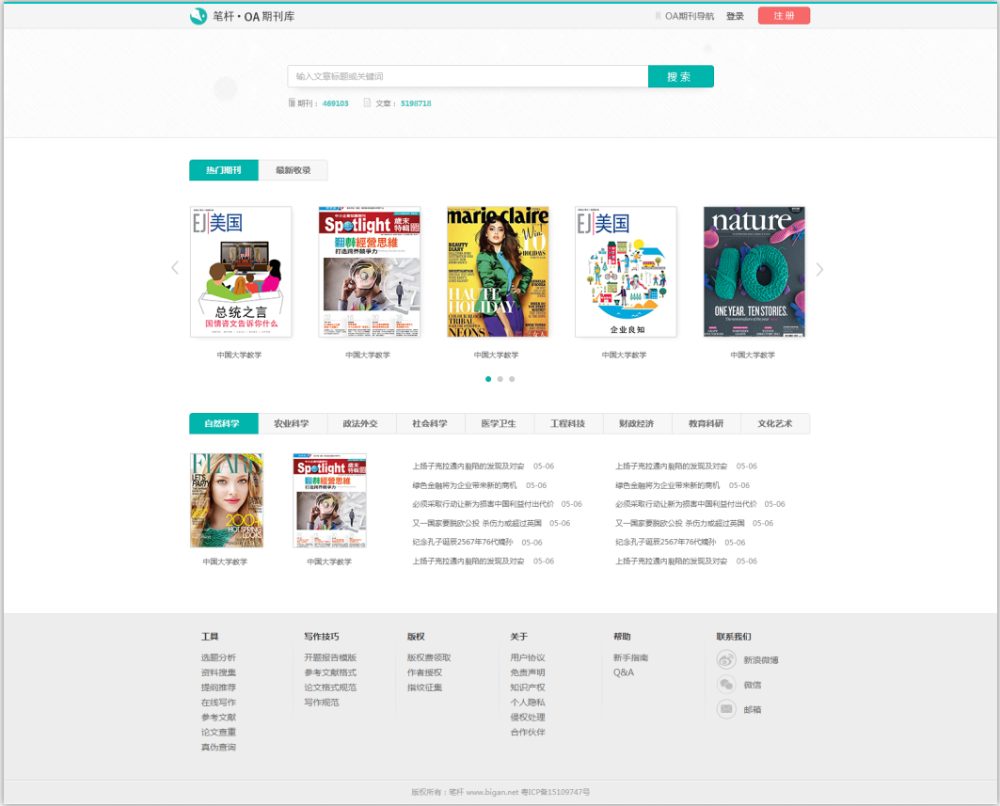 笔杆·OA期刊库
OA期刊导航 登录 注册
输入文章标题或关键词 搜索
期刊： 469103 文章： 5198718
热门期刊 最新收录
EJ美国
总统之言
国情咨文告诉你什么
Spotlight 歲末特輯
翻轉經營思維
打造跨界競爭力
marie claire
Win!
BEAUTY DIARY
HOLIDAYS
INVESTIGATION
HAUTE HOLIDAY
COLOUR BLOCK
TRIBAL
NEONS
EJ美国
企业良知
nature
10
ONE YEAR. TEN STORIES.
中国大学教学 中国大学教学 中国大学教学 中国大学教学 中国大学教学
自然科学 农业科学 政法外交 社会科学 医学卫生 工程科技 财政经济 教育科研 文化艺术
FLARE
LET'S PARTY
200+
HOT SPRING LOOKS
Spotlight 歲末特輯
翻轉經營思維
打造跨界競爭力
中国大学教学 中国大学教学
上扬子克拉通内裂陷的发现及对安 05-06
绿色金融将为企业带来新的商机 05-06
必须采取行动让新为损害中国利益付出代价 05-06
又一国家要脱欧公投 杀伤力或超过英国 05-06
纪念孔子诞辰2567年76代嫡孙 05-06
上扬子克拉通内裂陷的发现及对安 05-06
上扬子克拉通内裂陷的发现及对安 05-06
绿色金融将为企业带来新的商机 05-06
必须采取行动让新为损害中国利益付出代价 05-06
又一国家要脱欧公投 杀伤力或超过英国 05-06
纪念孔子诞辰2567年76代嫡孙 05-06
上扬子克拉通内裂陷的发现及对安 05-06
工具
选题分析
资料搜集
提纲推荐
在线写作
参考文献
论文查重
真伪查询
写作技巧
开题报告模版
参考文献格式
论文格式规范
写作规范
版权
版权费领取
作者授权
指纹征集
关于
用户协议
免责声明
知识产权
个人隐私
侵权处理
合作伙伴
帮助
新手指南
Q&A
联系我们
新浪微博
微信
邮箱
版权所有：笔杆 www.bigan.net 粤ICP备15109747号